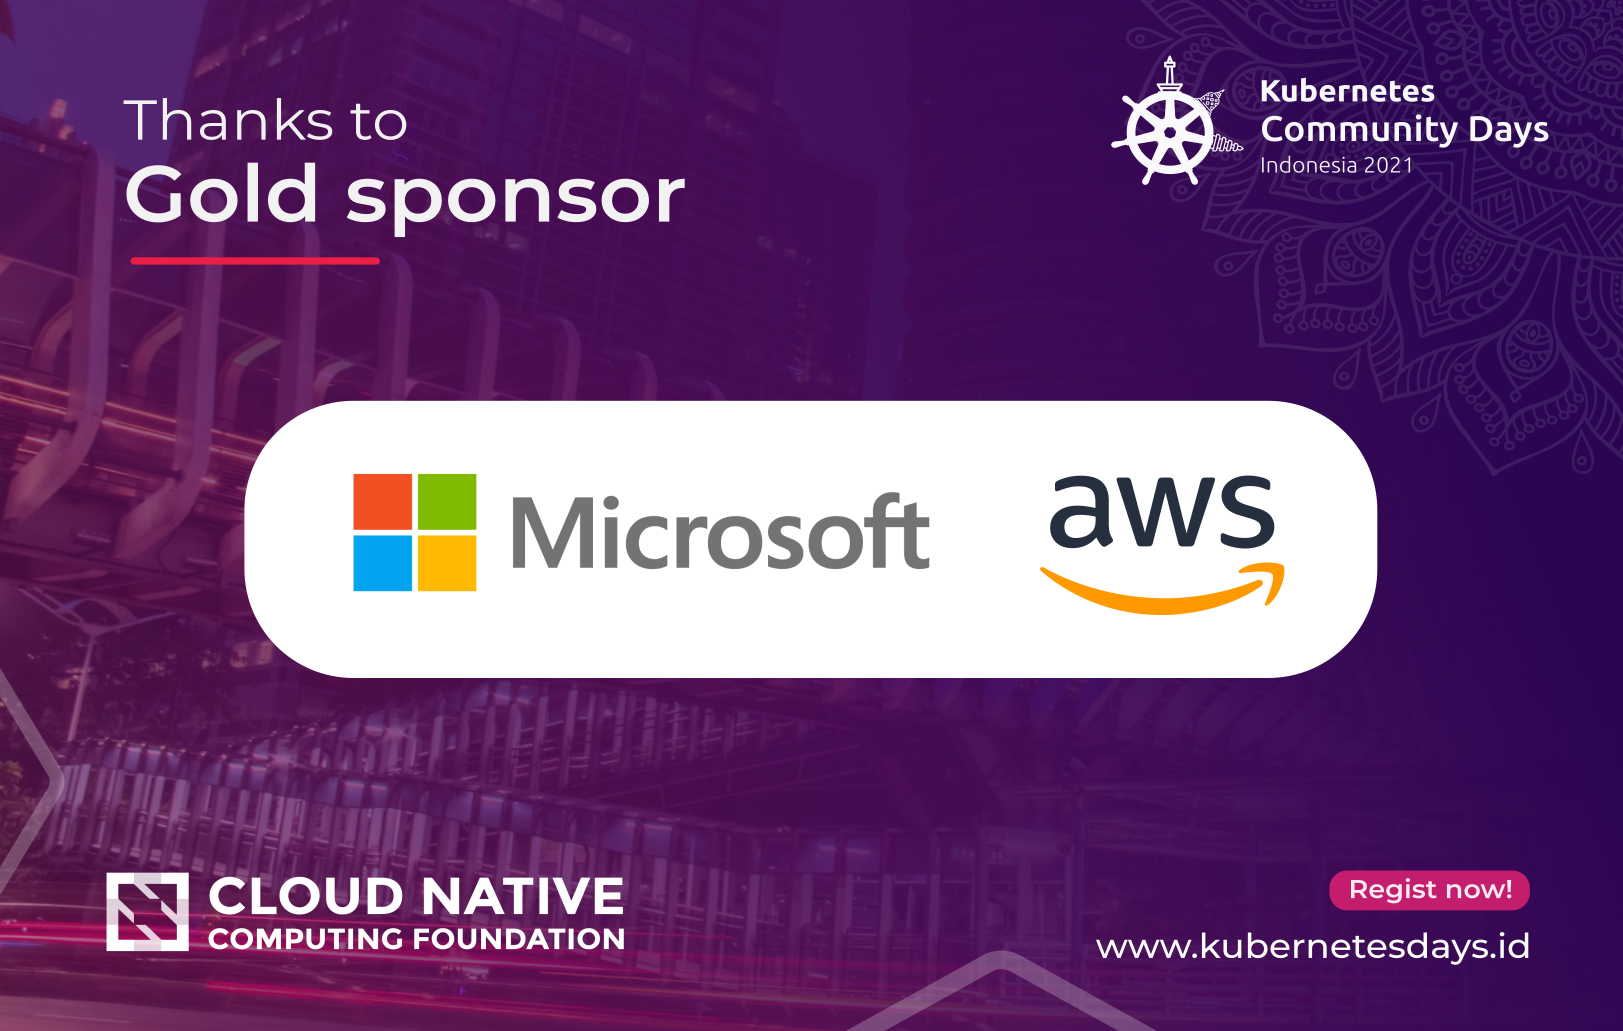 Thanks to
Gold sponsor
Kubernetes
Community Days
Indonesia 2021
Microsoft
aws
CLOUD NATIVE
COMPUTING FOUNDATION
Regist now!
www.kubernetesdays.id